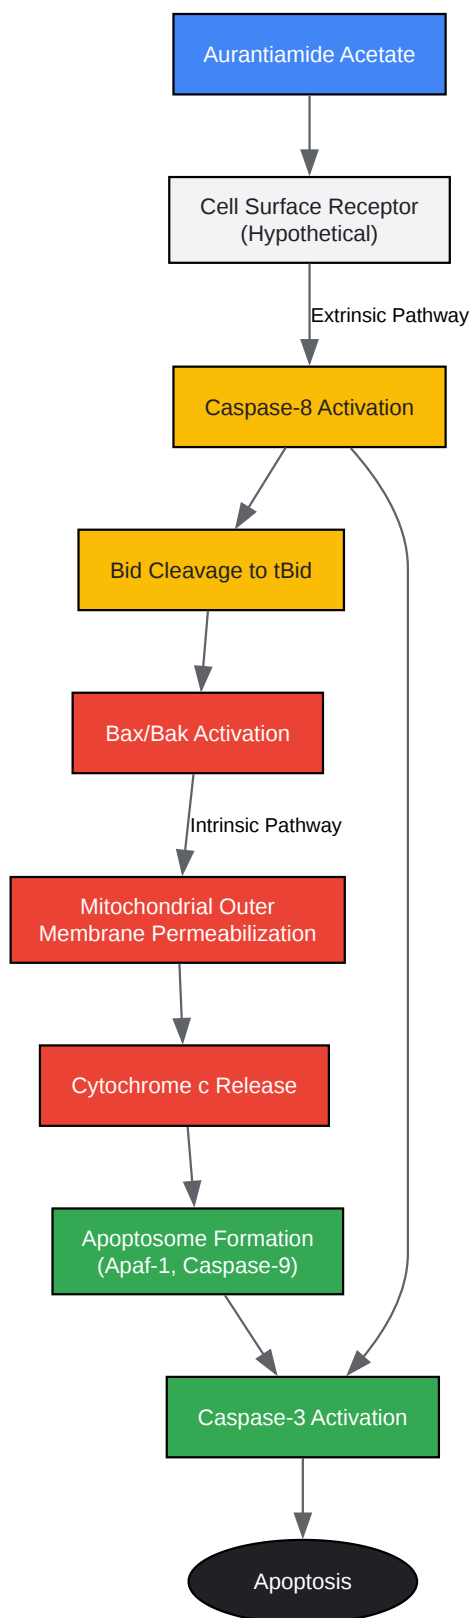 Aurantiamide Acetate
Cell Surface Receptor
(Hypothetical)
Extrinsic Pathway
Caspase-8 Activation
Bid Cleavage to tBid
Bax/Bak Activation
Intrinsic Pathway
Mitochondrial Outer
Membrane Permeabilization
Cytochrome c Release
Apoptosome Formation
(Apaf-1, Caspase-9)
Caspase-3 Activation
Apoptosis